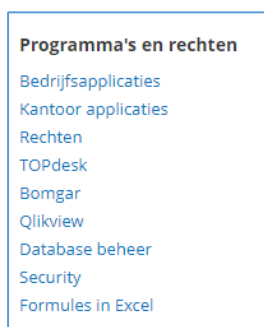 Programma's en rechten
Bedrijfsapplicaties
Kantoor applicaties
Rechten
TOPdesk
Bomgar
Qlikview
Database beheer
Security
Formules in Excel